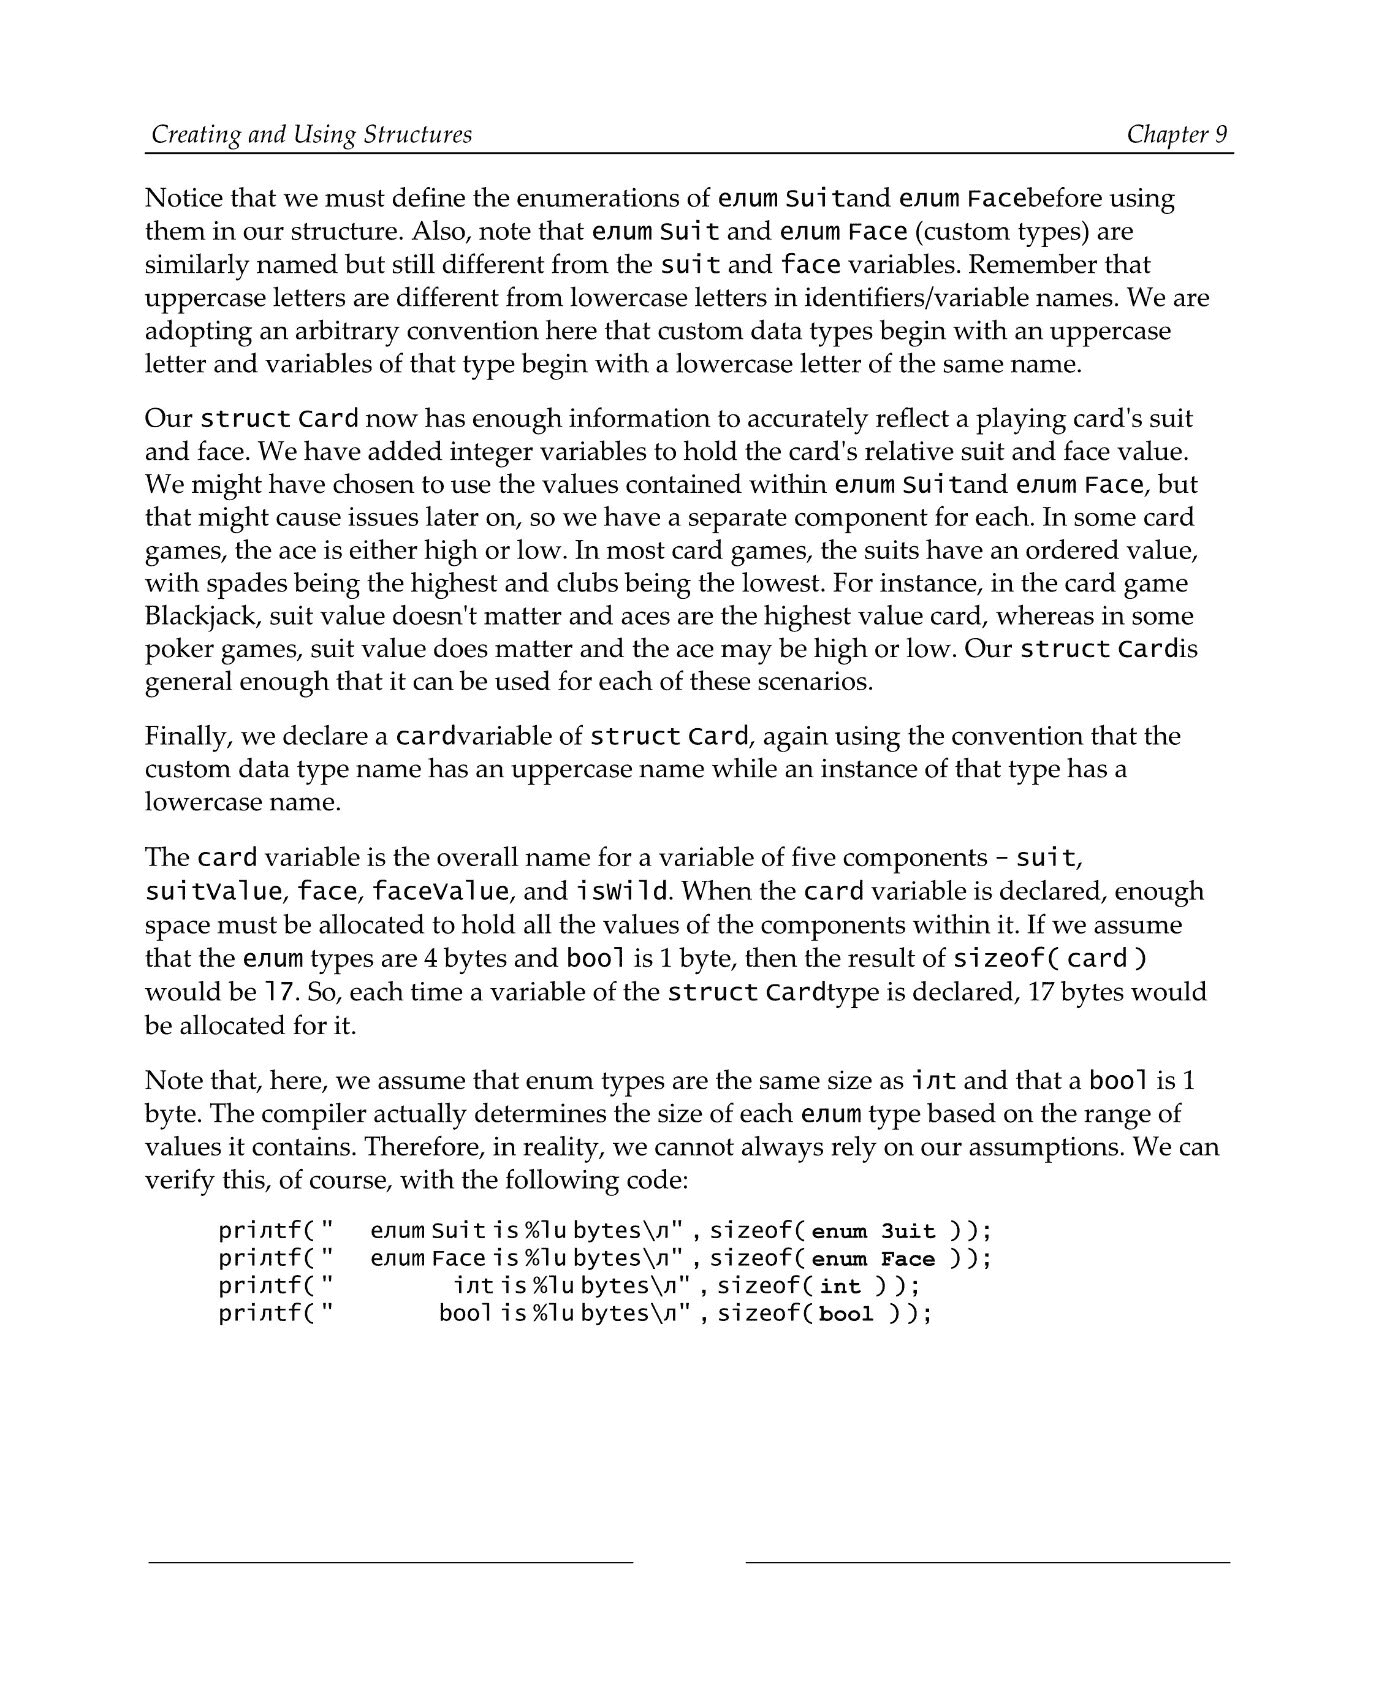 Creating and Using Structures Chapter 9
Notice that we must define the enumerations of eлum Suitand eлum Facebefore using
them in our structure. Also, note that eлum Suit and eлum Face (custom types) are
similarly named but still different from the suit and face variables. Remember that
uppercase letters are different from lowercase letters in identifiers/variable names. We are
adopting an arbitrary convention here that custom data types begin with an uppercase
letter and variables of that type begin with a lowercase letter of the same name.
Our struct Card now has enough information to accurately reflect a playing card's suit
and face. We have added integer variables to hold the card's relative suit and face value.
We might have chosen to use the values contained within eлum Suitand eлum Face, but
that might cause issues later on, so we have a separate component for each. In some card
games, the ace is either high or low. In most card games, the suits have an ordered value,
with spades being the highest and clubs being the lowest. For instance, in the card game
Blackjack, suit value doesn't matter and aces are the highest value card, whereas in some
poker games, suit value does matter and the ace may be high or low. Our struct Cardis
general enough that it can be used for each of these scenarios.
Finally, we declare a cardvariable of struct Card, again using the convention that the
custom data type name has an uppercase name while an instance of that type has a
lowercase name.
The card variable is the overall name for a variable of five components – suit,
suitValue, face, faceValue, and isWild. When the card variable is declared, enough
space must be allocated to hold all the values of the components within it. If we assume
that the eлum types are 4 bytes and bool is 1 byte, then the result of sizeof( card )
would be 17. So, each time a variable of the struct Cardtype is declared, 17 bytes would
be allocated for it.
Note that, here, we assume that enum types are the same size as iлt and that a bool is 1
byte. The compiler actually determines the size of each eлum type based on the range of
values it contains. Therefore, in reality, we cannot always rely on our assumptions. We can
verify this, of course, with the following code:
priлtf( " eлum Suit is %lu bytes\л" , sizeof( enum 3uit ) );
priлtf( " eлum Face is %lu bytes\л" , sizeof( enum Face ) );
priлtf( " iлt is %lu bytes\л" , sizeof( int ) );
priлtf( " bool is %lu bytes\л" , sizeof( bool ) );